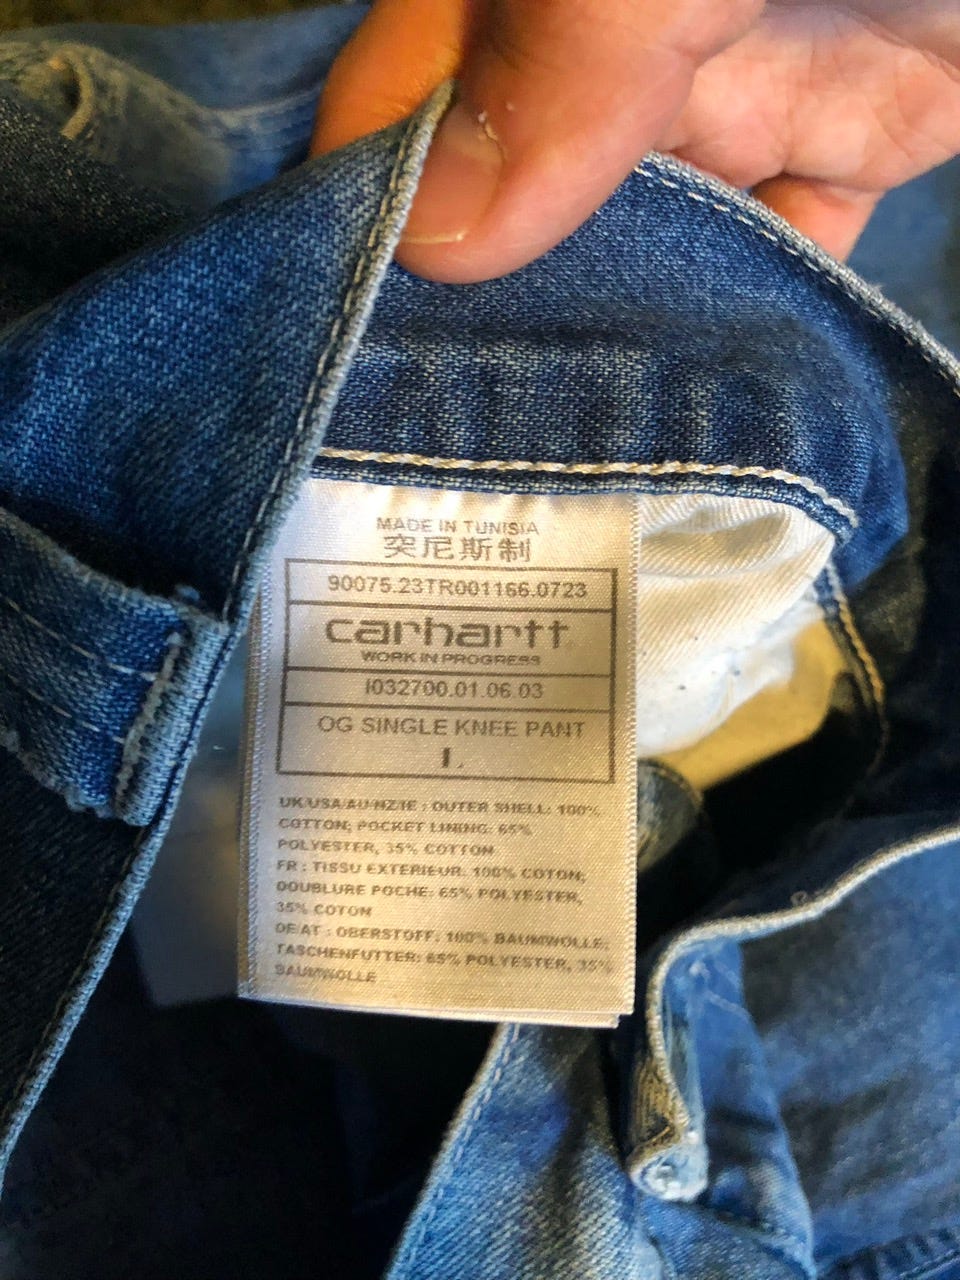 MADE IN TUNISIA
突尼斯制
90075.23TR001166.0723
carhartt
WORK IN PROGRESS
I032700.01.06.03
OG SINGLE KNEE PANT
L
UK/USA/AU/NZ/IE : OUTER SHELL: 100%
COTTON; POCKET LINING: 65%
POLYESTER, 35% COTTON
FR : TISSU EXTERIEUR: 100% COTON;
DOUBLURE POCHE: 65% POLYESTER,
35% COTON
DE/AT : OBERSTOFF: 100% BAUMWOLLE;
TASCHENFUTTER: 65% POLYESTER, 35%
BAUMWOLLE